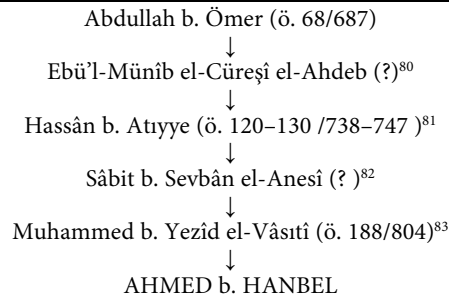 Abdullah b. Ömer (ö. 68/687)
↓
Ebü’l-Münîb el-Cüreşî el-Ahdeb (?)⁸⁰
↓
Hassân b. Atıyye (ö. 120–130 /738–747 )⁸¹
↓
Sâbit b. Sevbân el-Anesî (? )⁸²
↓
Muhammed b. Yezîd el-Vâsıtî (ö. 188/804)⁸³
↓
AHMED b. HANBEL